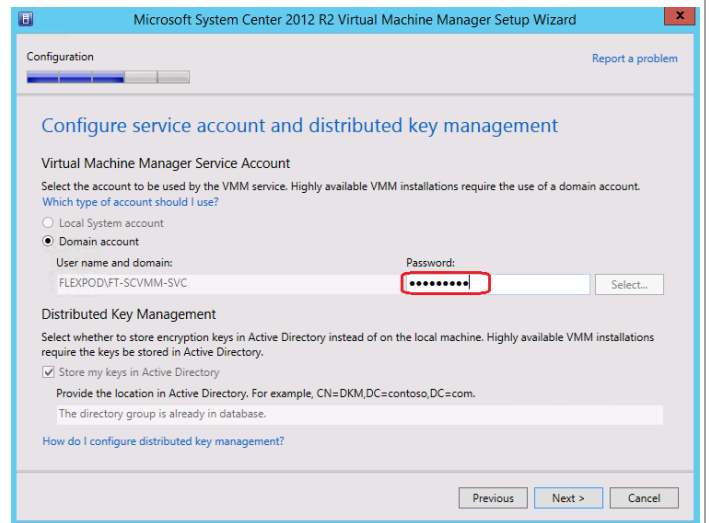 Microsoft System Center 2012 R2 Virtual Machine Manager Setup Wizard
x
Configuration
Report a problem
Configure service account and distributed key management
Virtual Machine Manager Service Account
Select the account to be used by the VMM service. Highly available VMM installations require the use of a domain account.
Which type of account should I use?
Local System account
Domain account
User name and domain:
Password:
FLEXPOD\FT-SCVMM-SVC
•••••••••
Select...
Distributed Key Management
Select whether to store encryption keys in Active Directory instead of on the local machine. Highly available VMM installations
require the keys be stored in Active Directory.
Store my keys in Active Directory
Provide the location in Active Directory. For example, CN=DKM,DC=contoso,DC=com.
The directory group is already in database.
How do I configure distributed key management?
Previous
Next >
Cancel